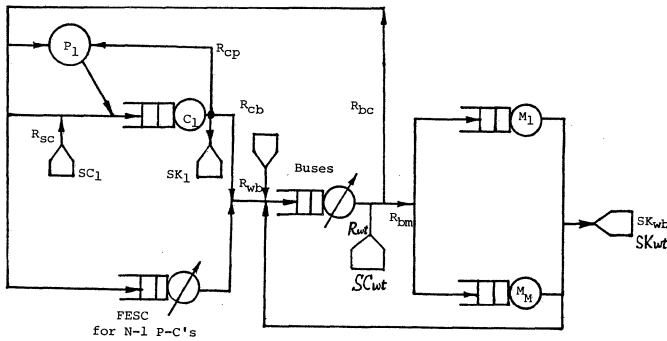 P1
Rcp
Rcb
Rbc
C1
M1
Rsc
SC1
SK1
Rwb
Buses
Rbm
Rwt
SCwt
SKwb
SKwt
MM
FESC
for N-1 P-C's